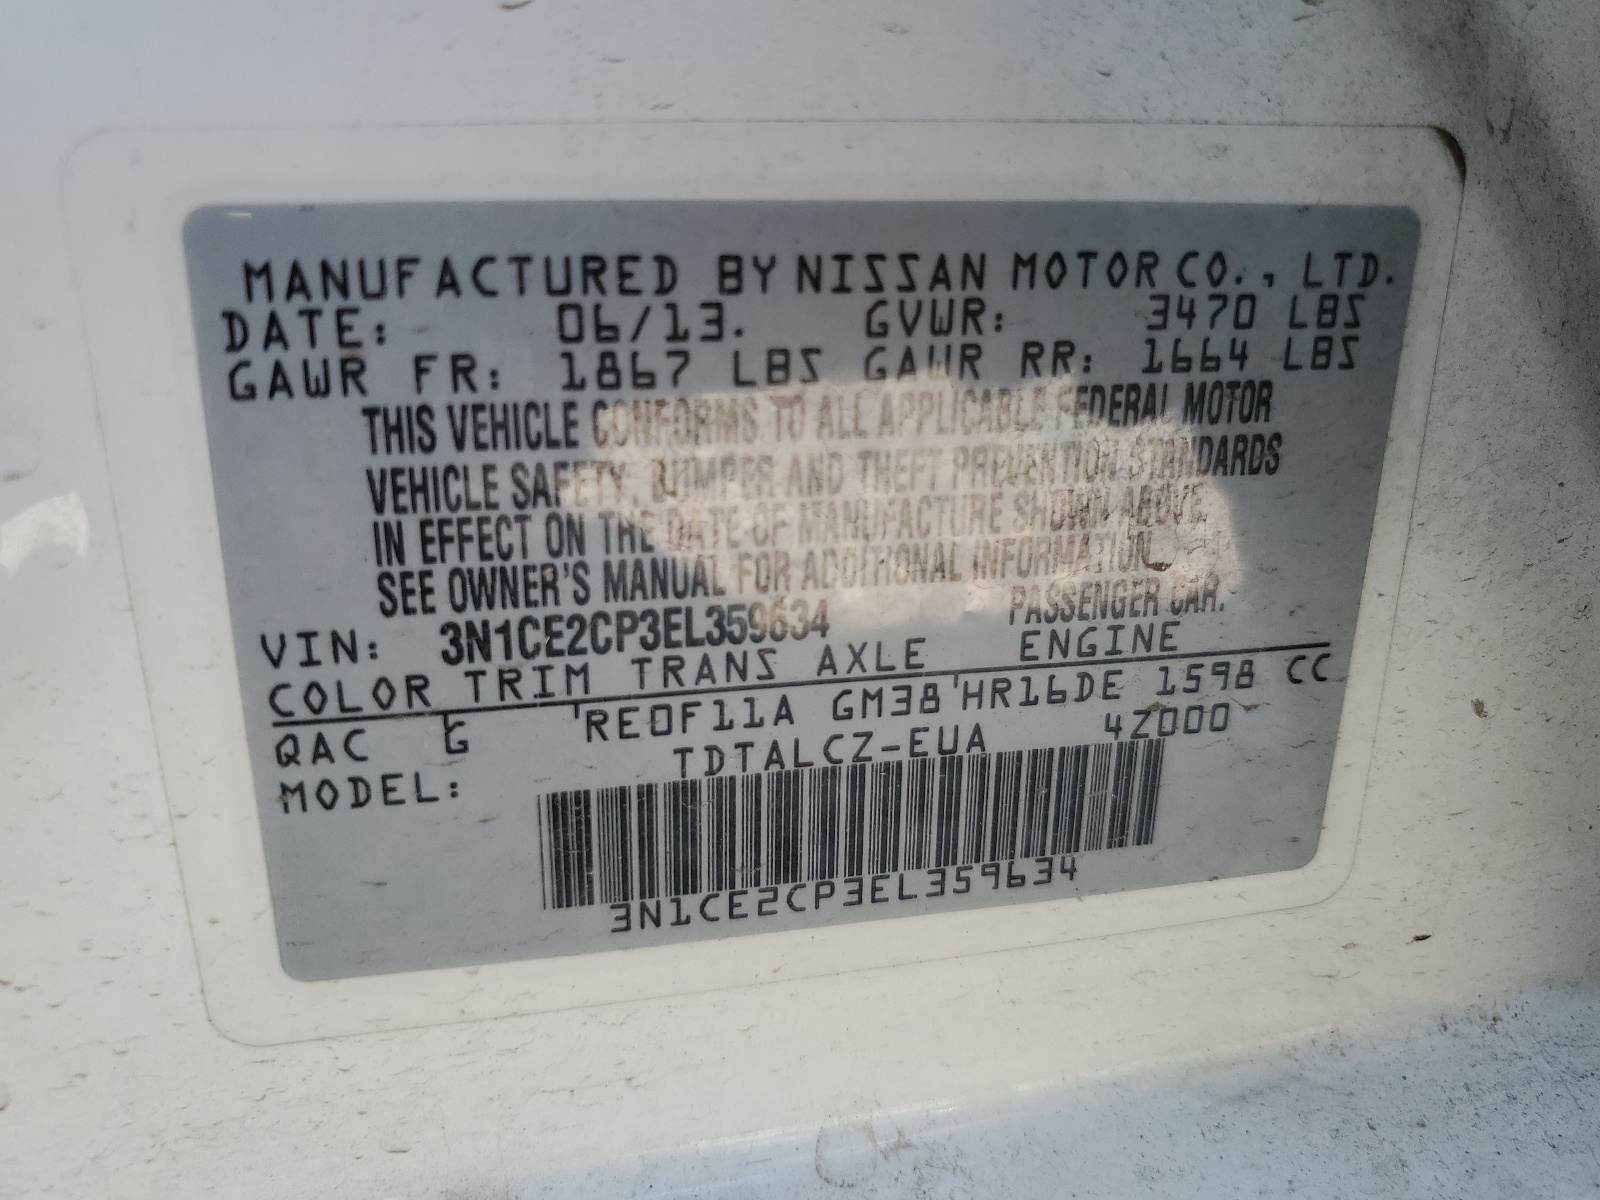 MANUFACTURED BY NISSAN MOTOR CO., LTD.
DATE: 06/13. GVWR: 3470 LBS
GAWR FR: 1867 LBS GAWR RR: 1664 LBS
THIS VEHICLE CONFORMS TO ALL APPLICABLE FEDERAL MOTOR
VEHICLE SAFETY, BUMPER AND THEFT PREVENTION STANDARDS
IN EFFECT ON THE DATE OF MANUFACTURE SHOWN ABOVE.
SEE OWNER'S MANUAL FOR ADDITIONAL INFORMATION.
PASSENGER CAR.
VIN: 3N1CE2CP3EL359634
COLOR TRIM TRANS AXLE ENGINE
QAC G RE0F11A GM38 HR16DE 1598 CC
MODEL: TDTALCZ-EUA 4Z000
3N1CE2CP3EL359634